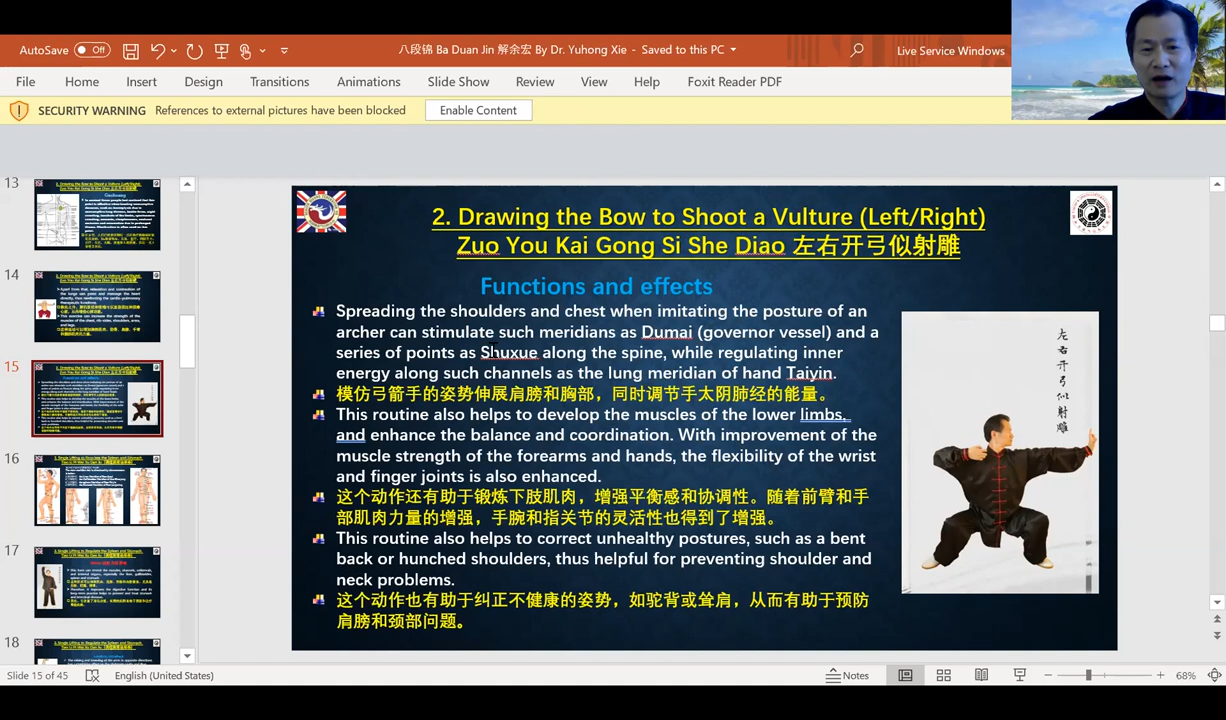 AutoSave Off
八段锦 Ba Duan Jin 解余宏 By Dr. Yuhong Xie - Saved to this PC
Live Service Windows
File Home Insert Design Transitions Animations Slide Show Review View Help Foxit Reader PDF
SECURITY WARNING References to external pictures have been blocked Enable Content
13
14
15
16
17
18
2. Drawing the Bow to Shoot a Vulture (Left/Right)
Zuo You Kai Gong Si She Diao 左右开弓似射雕
Functions and effects
Spreading the shoulders and chest when imitating the posture of an
archer can stimulate such meridians as Dumai (governor vessel) and a
series of points as Shuxue along the spine, while regulating inner
energy along such channels as the lung meridian of hand Taiyin.
模仿弓箭手的姿势伸展肩膀和胸部，同时调节手太阴肺经的能量。
This routine also helps to develop the muscles of the lower limbs,
and enhance the balance and coordination. With improvement of the
muscle strength of the forearms and hands, the flexibility of the wrist
and finger joints is also enhanced.
这个动作还有助于锻炼下肢肌肉，增强平衡感和协调性。随着前臂和手
部肌肉力量的增强，手腕和指关节的灵活性也得到了增强。
This routine also helps to correct unhealthy postures, such as a bent
back or hunched shoulders, thus helpful for preventing shoulder and
neck problems.
这个动作也有助于纠正不健康的姿势，如驼背或耸肩，从而有助于预防
肩膀和颈部问题。
左右开弓似射雕
Slide 15 of 45 English (United States) Notes 68%